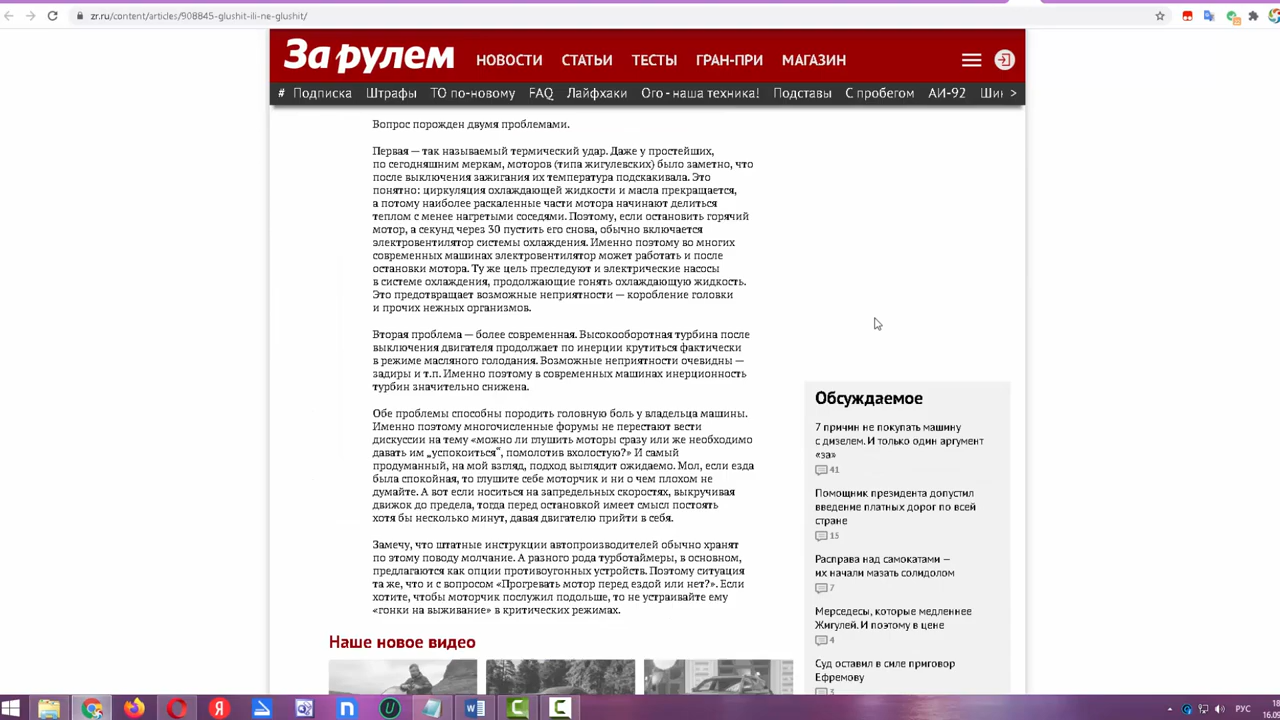 zr.ru/content/articles/908845-glushit-ili-ne-glushit/
За рулем
НОВОСТИ СТАТЬИ ТЕСТЫ ГРАН-ПРИ МАГАЗИН
# Подписка Штрафы ТО по-новому FAQ Лайфхаки Ого - наша техника! Подставы С пробегом АИ-92 Шин >
Вопрос порожден двумя проблемами.
Первая — так называемый термический удар. Даже у простейших,
по сегодняшним меркам, моторов (типа жигулевских) было заметно, что
после выключения зажигания их температура подскакивала. Это
понятно: циркуляция охлаждающей жидкости и масла прекращается,
а потому наиболее раскаленные части мотора начинают делиться
теплом с менее нагретыми соседями. Поэтому, если остановить горячий
мотор, а секунд через 30 пустить его снова, обычно включается
электровентилятор системы охлаждения. Именно поэтому во многих
современных машинах электровентилятор может работать и после
остановки мотора. Ту же цель преследуют и электрические насосы
в системе охлаждения, продолжающие гонять охлаждающую жидкость.
Это предотвращает возможные неприятности — коробление головки
и прочих нежных организмов.
Вторая проблема — более современная. Высокооборотная турбина после
выключения двигателя продолжает по инерции крутиться фактически
в режиме масляного голодания. Возможные неприятности очевидны —
задиры и т.п. Именно поэтому в современных машинах инерционность
турбин значительно снижена.
Обе проблемы способны породить головную боль у владельца машины.
Именно поэтому многочисленные форумы не перестают вести
дискуссии на тему «можно ли глушить моторы сразу или же необходимо
давать им „успокоиться“, помолотив вхолостую?» И самый
продуманный, на мой взгляд, подход выглядит ожидаемо. Мол, если езда
была спокойная, то глушите себе моторчик и ни о чем плохом не
думайте. А вот если носиться на запредельных скоростях, выкручивая
движок до предела, тогда перед остановкой имеет смысл постоять
хотя бы несколько минут, давая двигателю прийти в себя.
Замечу, что штатные инструкции автопроизводителей обычно хранят
по этому поводу молчание. А разного рода турботаймеры, в основном,
предлагаются как опции противоугонных устройств. Поэтому ситуация
та же, что и с вопросом «Прогревать мотор перед ездой или нет?». Если
хотите, чтобы моторчик послужил подольше, то не устраивайте ему
«гонки на выживание» в критических режимах.
Наше новое видео
Обсуждаемое
7 причин не покупать машину
с дизелем. И только один аргумент
«за»
41
Помощник президента допустил
введение платных дорог по всей
стране
15
Расправа над самокатами —
их начали мазать солидолом
7
Мерседесы, которые медленнее
Жигулей. И поэтому в цене
4
Суд оставил в силе приговор
Ефремову
3
РУС
18
16.09